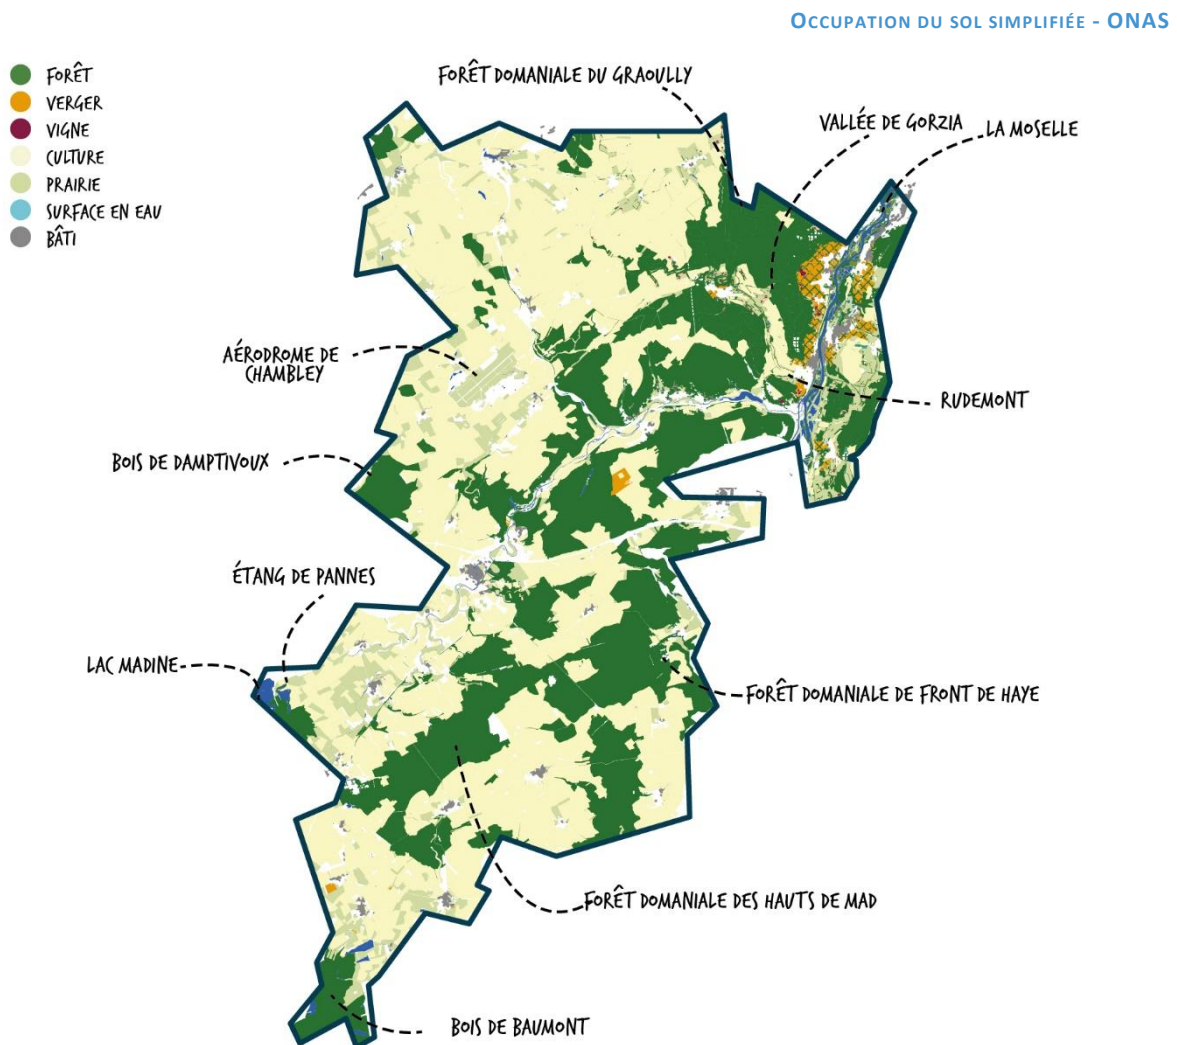 OCCUPATION DU SOL SIMPLIFIÉE - ONAS
FORÊT
VERGER
VIGNE
CULTURE
PRAIRIE
SURFACE EN EAU
BÂTI
FORÊT DOMANIALE DU GRAOULLY
VALLÉE DE GORZIA
LA MOSELLE
AÉRODROME DE
CHAMBLEY
RUDEMONT
BOIS DE DAMPTIVOUX
ÉTANG DE PANNES
LAC MADINE
FORÊT DOMANIALE DE FRONT DE HAYE
FORÊT DOMANIALE DES HAUTS DE MAD
BOIS DE BAUMONT